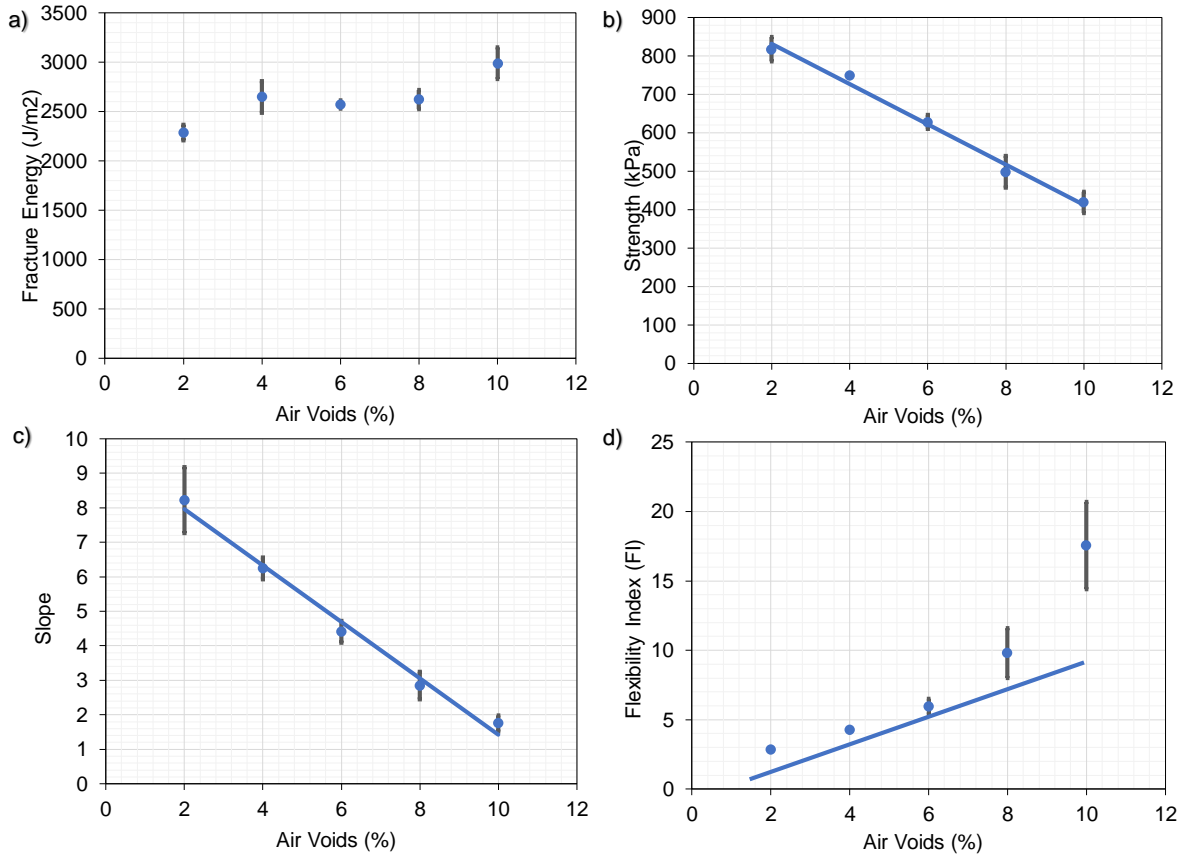 a)
Fracture Energy (J/m2)
3500
3000
2500
2000
1500
1000
500
0
0 2 4 6 8 10 12
Air Voids (%)
b)
Strength (kPa)
900
800
700
600
500
400
300
200
100
0
0 2 4 6 8 10 12
Air Voids (%)
c)
Slope
10
9
8
7
6
5
4
3
2
1
0
0 2 4 6 8 10 12
Air Voids (%)
d)
Flexibility Index (FI)
25
20
15
10
5
0
0 2 4 6 8 10 12
Air Voids (%)